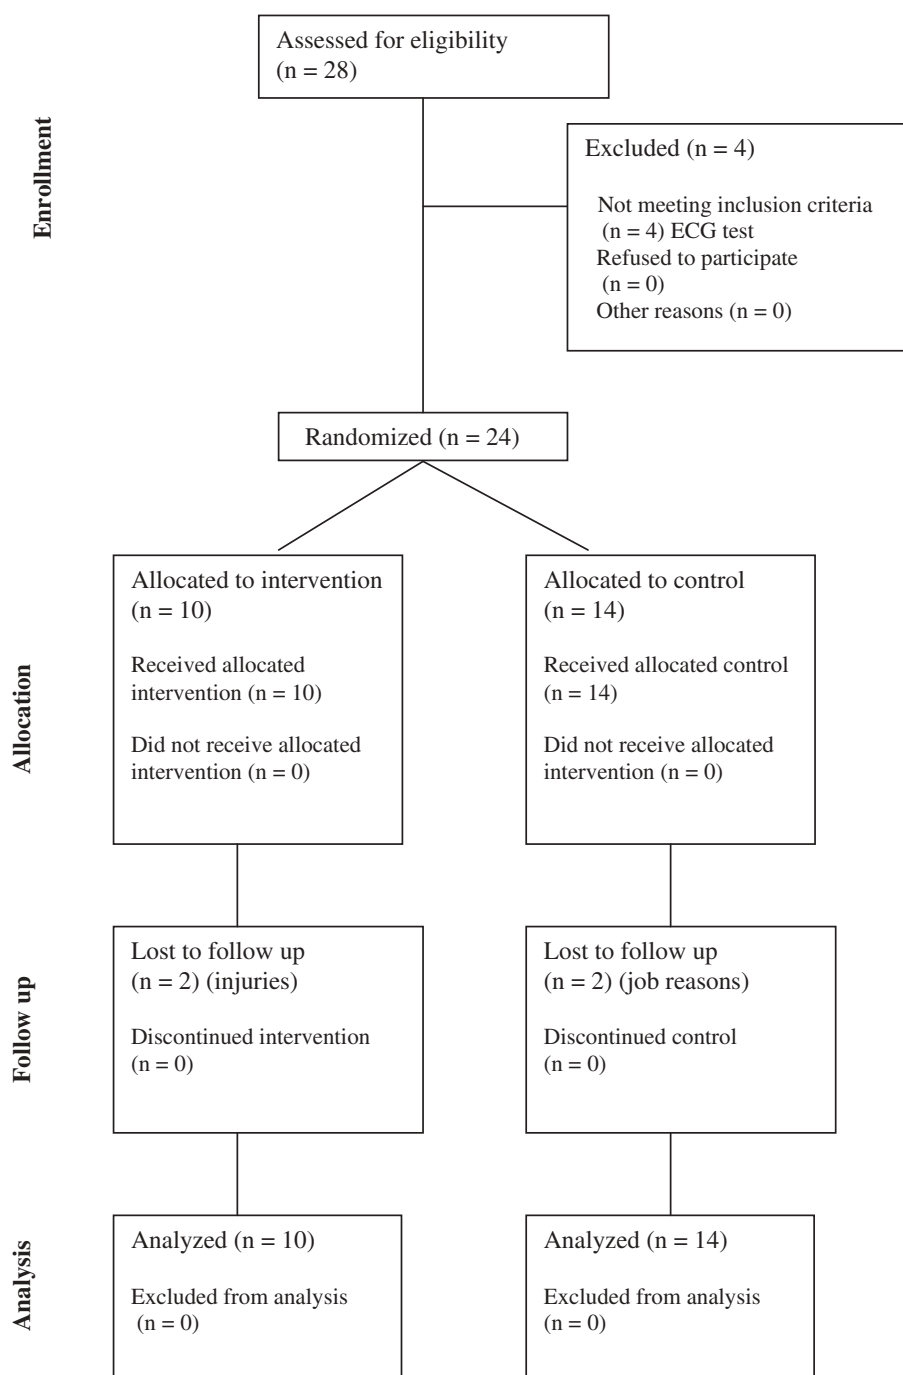 Assessed for eligibility
(n = 28)
Enrollment
Excluded (n = 4)
Not meeting inclusion criteria
(n = 4) ECG test
Refused to participate
(n = 0)
Other reasons (n = 0)
Randomized (n = 24)
Allocation
Allocated to intervention
(n = 10)
Received allocated
intervention (n = 10)
Did not receive allocated
intervention (n = 0)
Allocated to control
(n = 14)
Received allocated control
(n = 14)
Did not receive allocated
intervention (n = 0)
Follow up
Lost to follow up
(n = 2) (injuries)
Discontinued intervention
(n = 0)
Lost to follow up
(n = 2) (job reasons)
Discontinued control
(n = 0)
Analysis
Analyzed (n = 10)
Excluded from analysis
(n = 0)
Analyzed (n = 14)
Excluded from analysis
(n = 0)